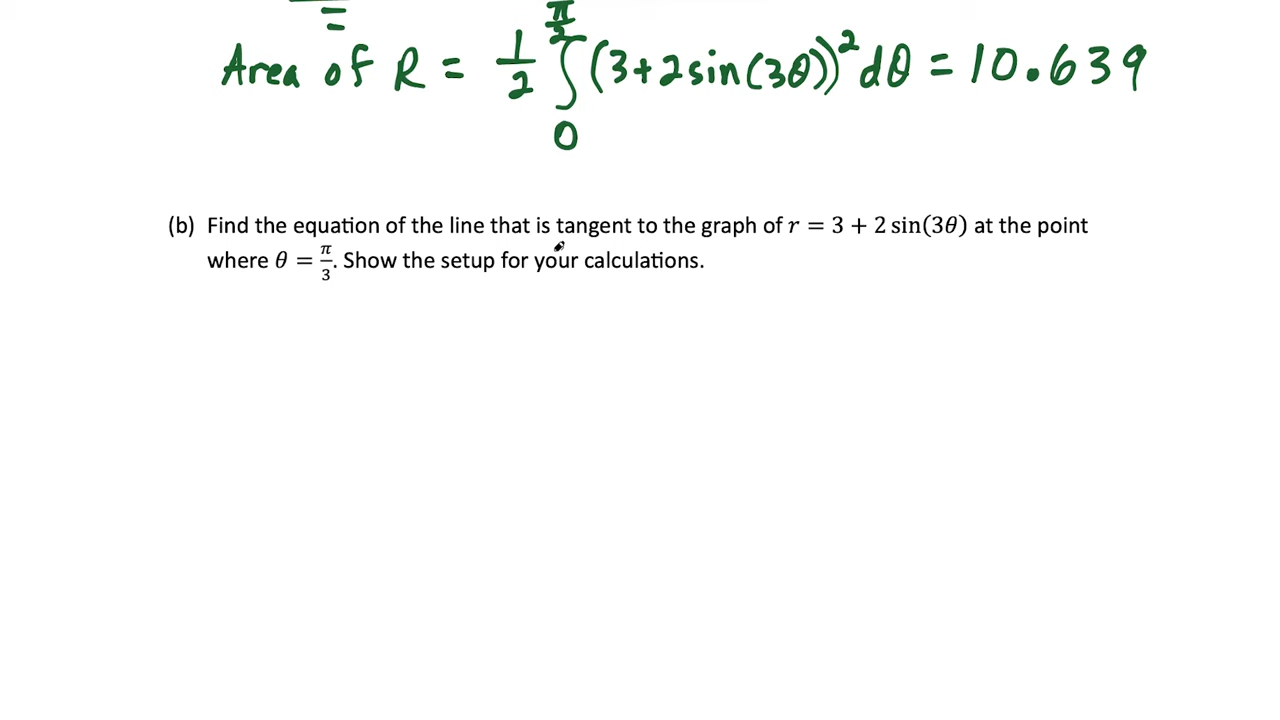 Area of R = 1/2 ∫₀^(π/2) (3+2sin(3θ))² dθ = 10.639
(b) Find the equation of the line that is tangent to the graph of r = 3 + 2 sin(3θ) at the point
where θ = π/3. Show the setup for your calculations.